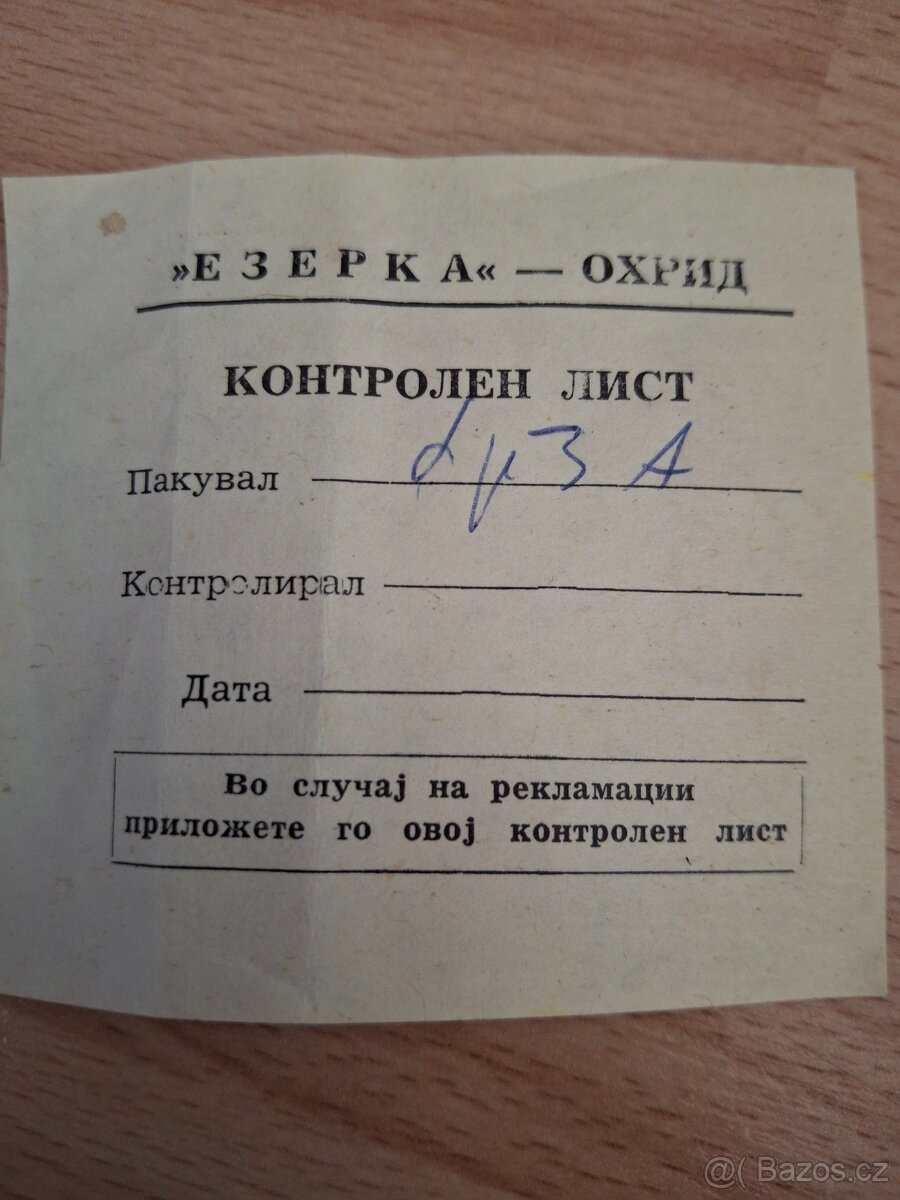 »ЕЗЕРКА« — ОХРИД
КОНТРОЛЕН ЛИСТ
Пакувал
Контролирал
Дата
Во случај на рекламации
приложете го овој контролен лист
@( Bazos.cz